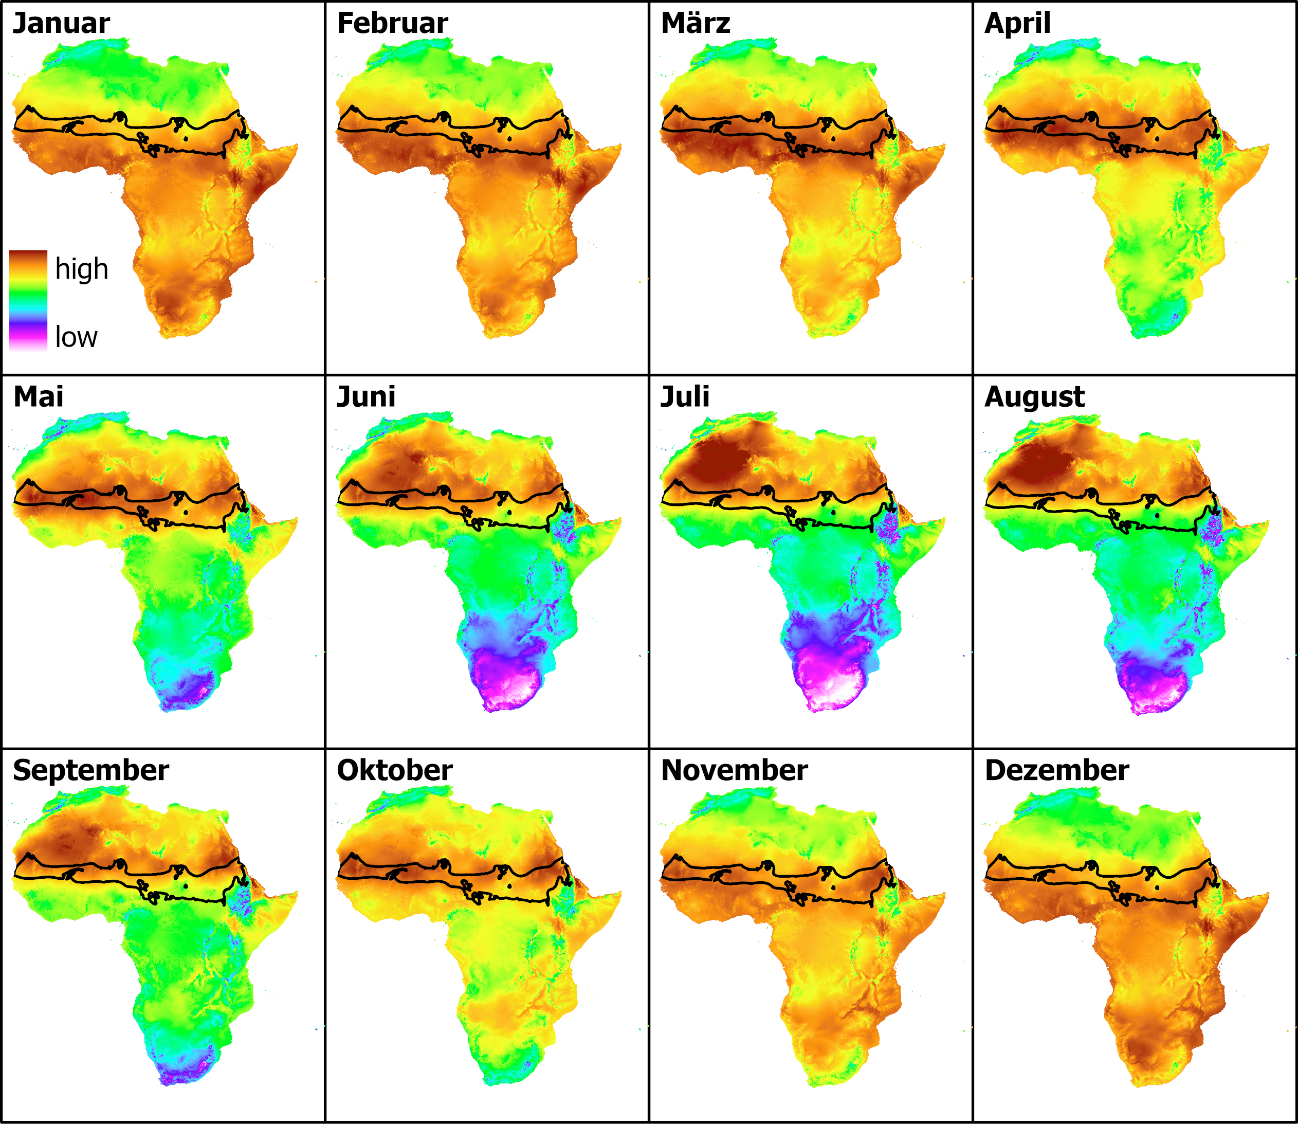 Januar
Februar
März
April
high
low
Mai
Juni
Juli
August
September
Oktober
November
Dezember